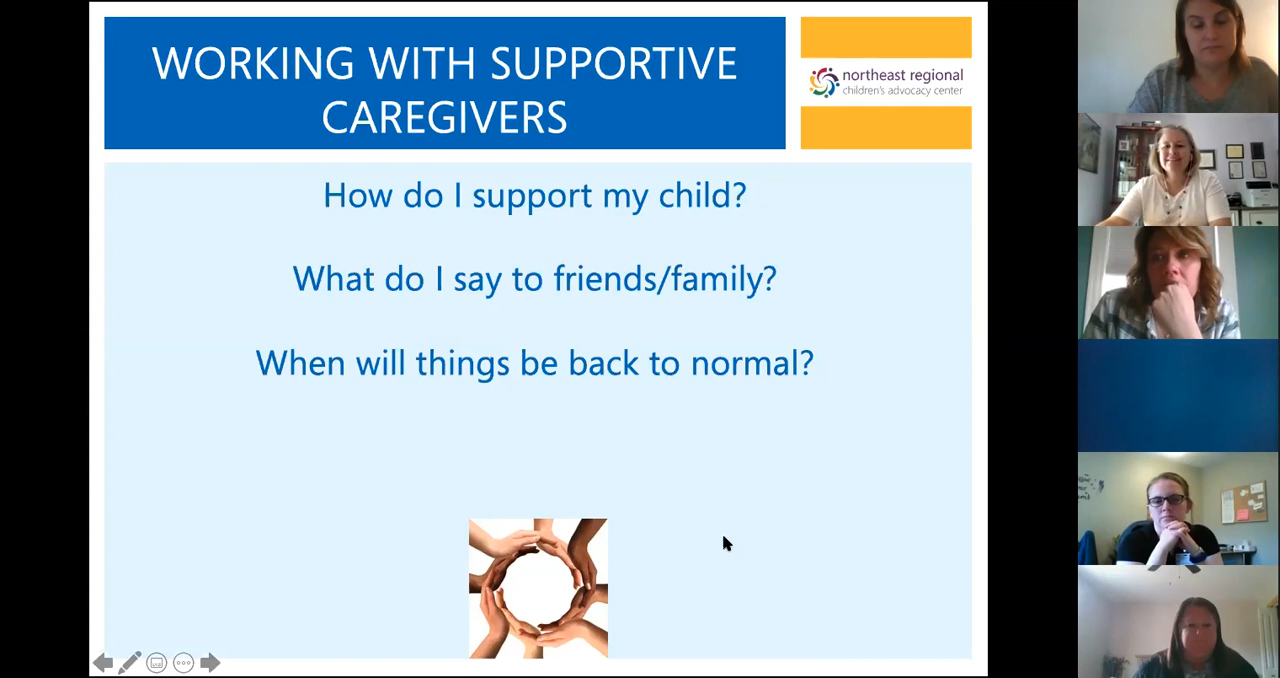 WORKING WITH SUPPORTIVE
CAREGIVERS
northeast regional
children's advocacy center
How do I support my child?
What do I say to friends/family?
When will things be back to normal?